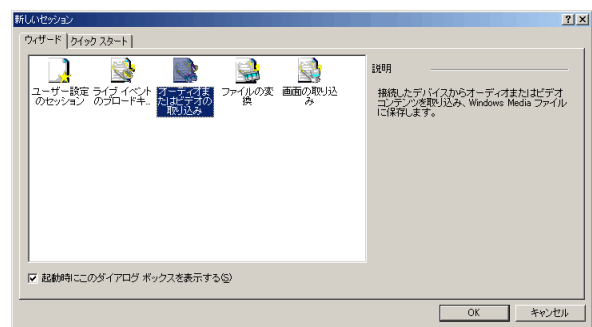 新しいセッション
ウィザード クイック スタート
ユーザー設定のセッション
ライブ イベントのブロードキ...
オーディオまたはビデオの取り込み
ファイルの変換
画面の取り込み
説明
接続したデバイスからオーディオまたはビデオ
コンテンツを取り込み、Windows Media ファイル
に保存します。
起動時にこのダイアログ ボックスを表示する(S)
OK キャンセル